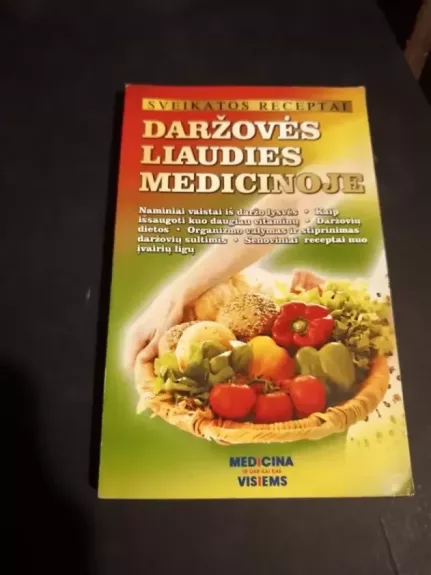 SVEIKATOS RECEPTAI
DARŽOVĖS
LIAUDIES
MEDICINOJE
Naminiai vaistai iš daržo lysvės • Kaip
išsaugoti kuo daugiau vitaminų • Daržovių
dietos • Organizmo valymas ir stiprinimas
daržovių sultimis • Senoviniai receptai nuo
įvairių ligų
MEDICINA
VISIEMS